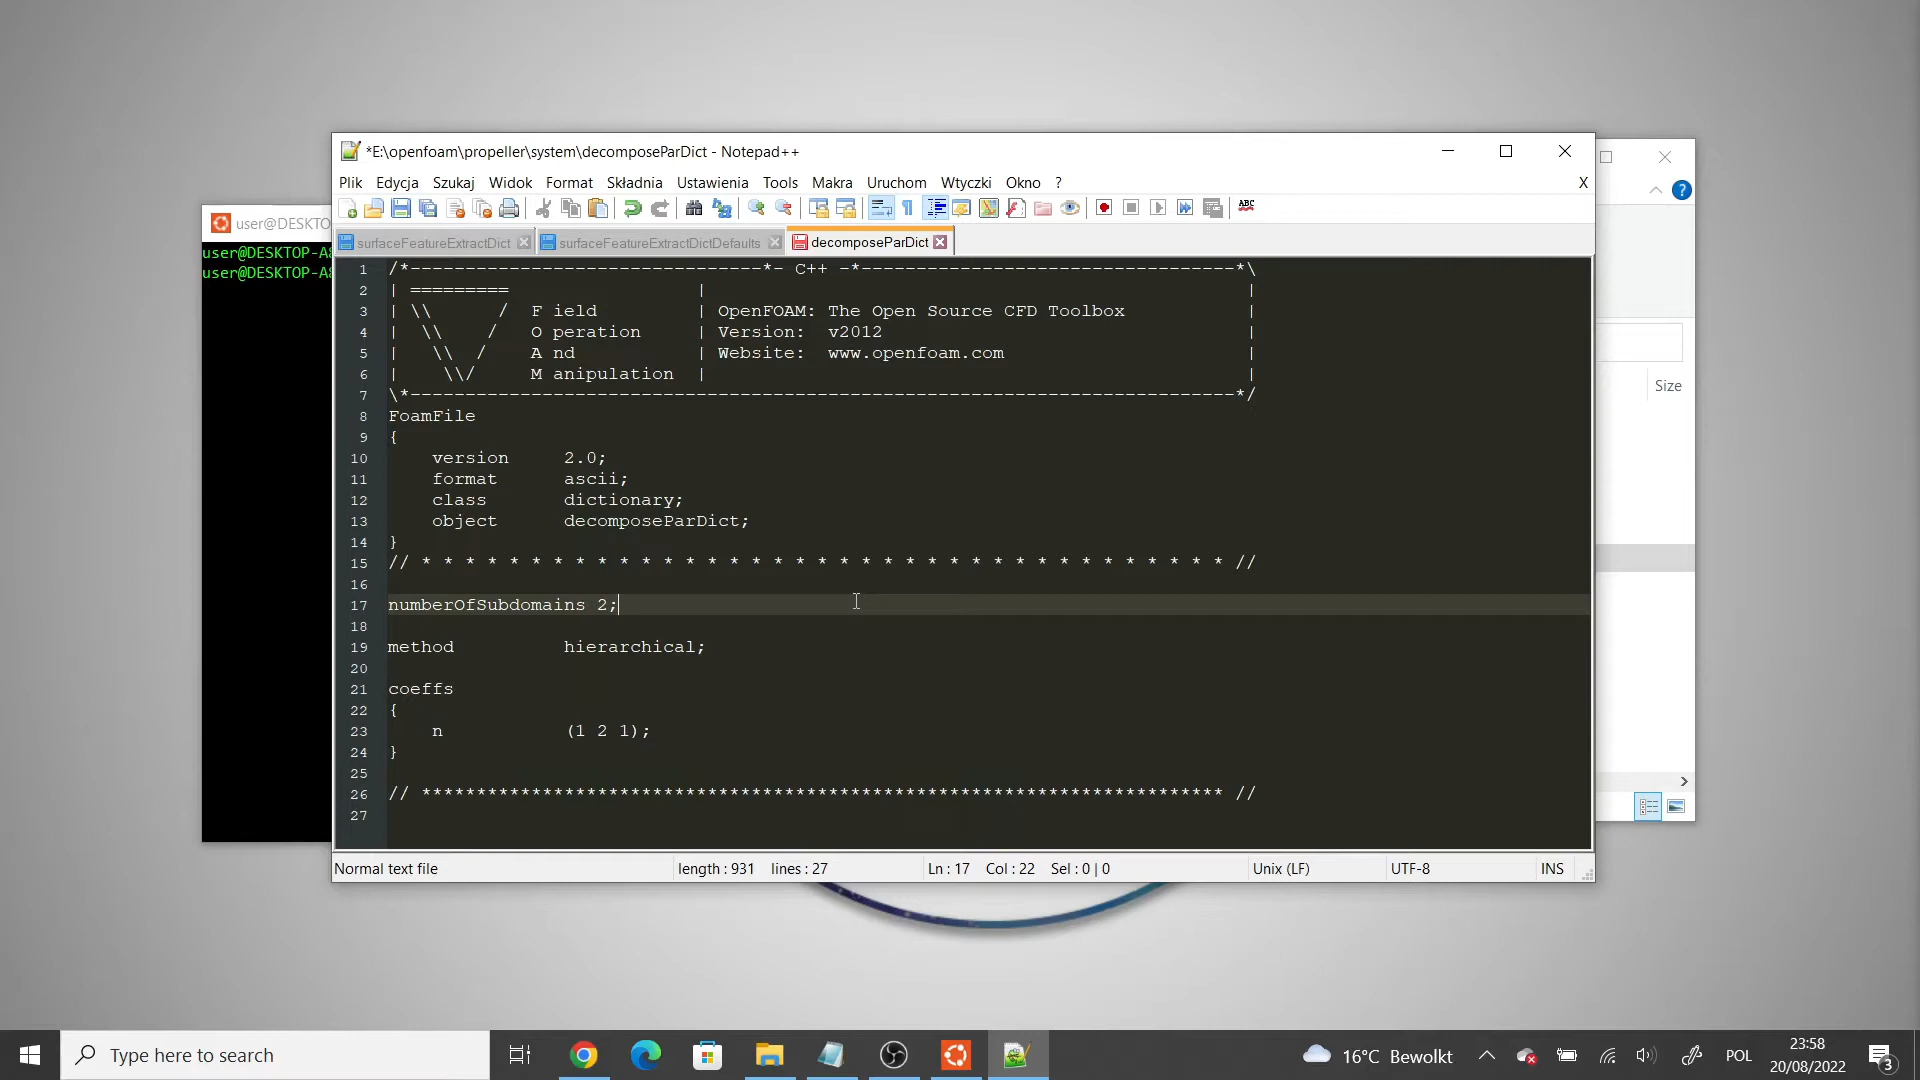 *E:\openfoam\propeller\system\decomposeParDict - Notepad++
Plik Edycja Szukaj Widok Format Składnia Ustawienia Tools Makra Uruchom Wtyczki Okno ? X
surfaceFeatureExtractDict surfaceFeatureExtractDictDefaults decomposeParDict
user@DESKTO
user@DESKTOP-A
user@DESKTOP-A
1 /*--------------------------------*- C++ -*----------------------------------*\
2 | =========                 |                                                 |
3 | \\      /  F ield         | OpenFOAM: The Open Source CFD Toolbox           |
4 |  \\    /   O peration     | Version:  v2012                                 |
5 |   \\  /    A nd           | Website:  www.openfoam.com                      |
6 |    \\/     M anipulation  |                                                 |
7 \*---------------------------------------------------------------------------*/
8 FoamFile
9 {
10     version     2.0;
11     format      ascii;
12     class       dictionary;
13     object      decomposeParDict;
14 }
15 // * * * * * * * * * * * * * * * * * * * * * * * * * * * * * * * * * * * * * //
16
17 numberOfSubdomains 2;
18
19 method          hierarchical;
20
21 coeffs
22 {
23     n           (1 2 1);
24 }
25
26 // ************************************************************************* //
27
Size
Normal text file length : 931 lines : 27 Ln : 17 Col : 22 Sel : 0 | 0 Unix (LF) UTF-8 INS
Type here to search
16°C Bewolkt
POL
23:58
20/08/2022
3